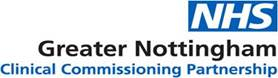 NHS
Greater Nottingham
Clinical Commissioning Partnership